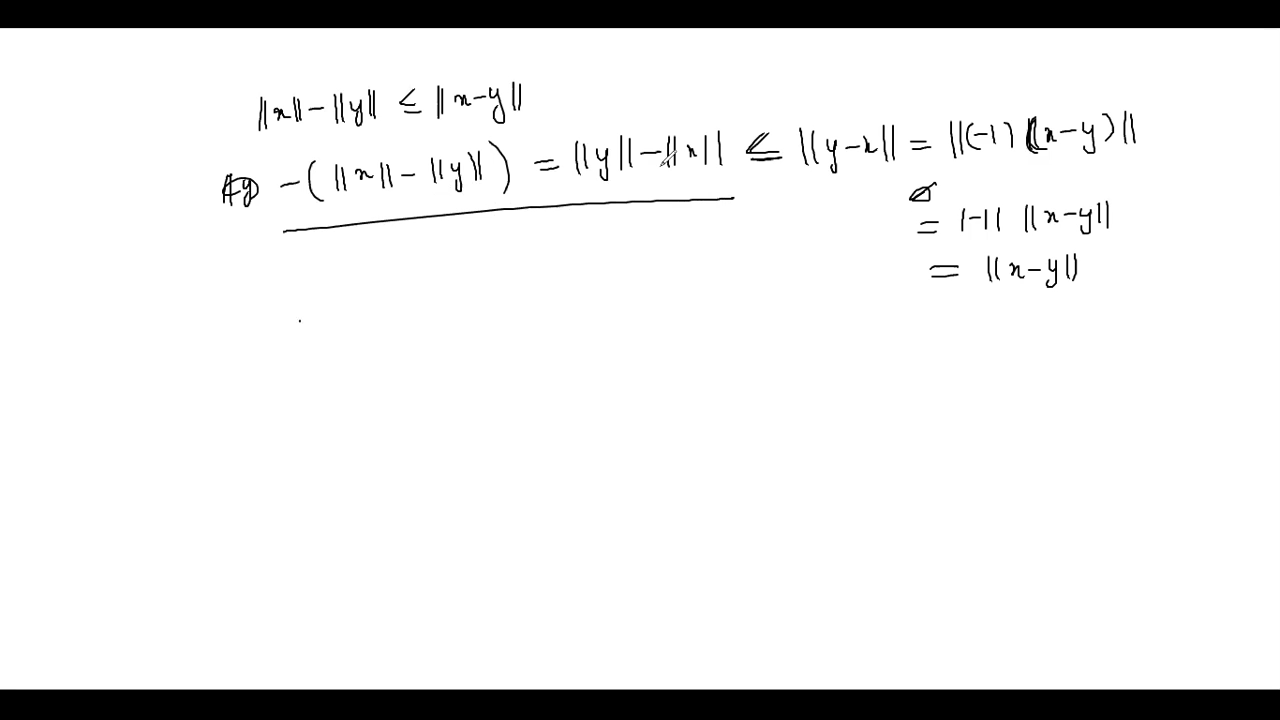 ||x|| - ||y|| ≤ ||x-y||
-(||x|| - ||y||) = ||y|| - ||x|| ≤ ||y-x|| = ||(-1)(x-y)||
= |-1| ||x-y||
= ||x-y||